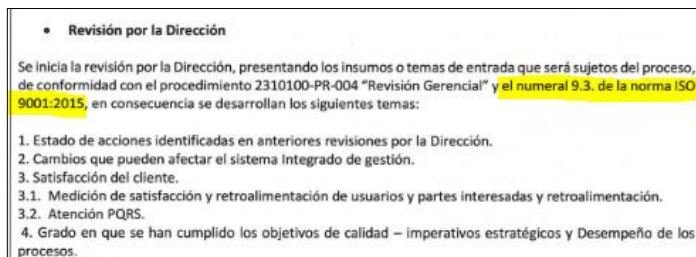 • Revisión por la Dirección
Se inicia la revisión por la Dirección, presentando los insumos o temas de entrada que será sujetos del proceso,
de conformidad con el procedimiento 2310100-PR-004 “Revisión Gerencial” y el numeral 9.3. de la norma ISO
9001:2015, en consecuencia se desarrollan los siguientes temas:
1. Estado de acciones identificadas en anteriores revisiones por la Dirección.
2. Cambios que pueden afectar el sistema Integrado de gestión.
3. Satisfacción del cliente.
3.1. Medición de satisfacción y retroalimentación de usuarios y partes interesadas y retroalimentación.
3.2. Atención PQRS.
4. Grado en que se han cumplido los objetivos de calidad – imperativos estratégicos y Desempeño de los
procesos.